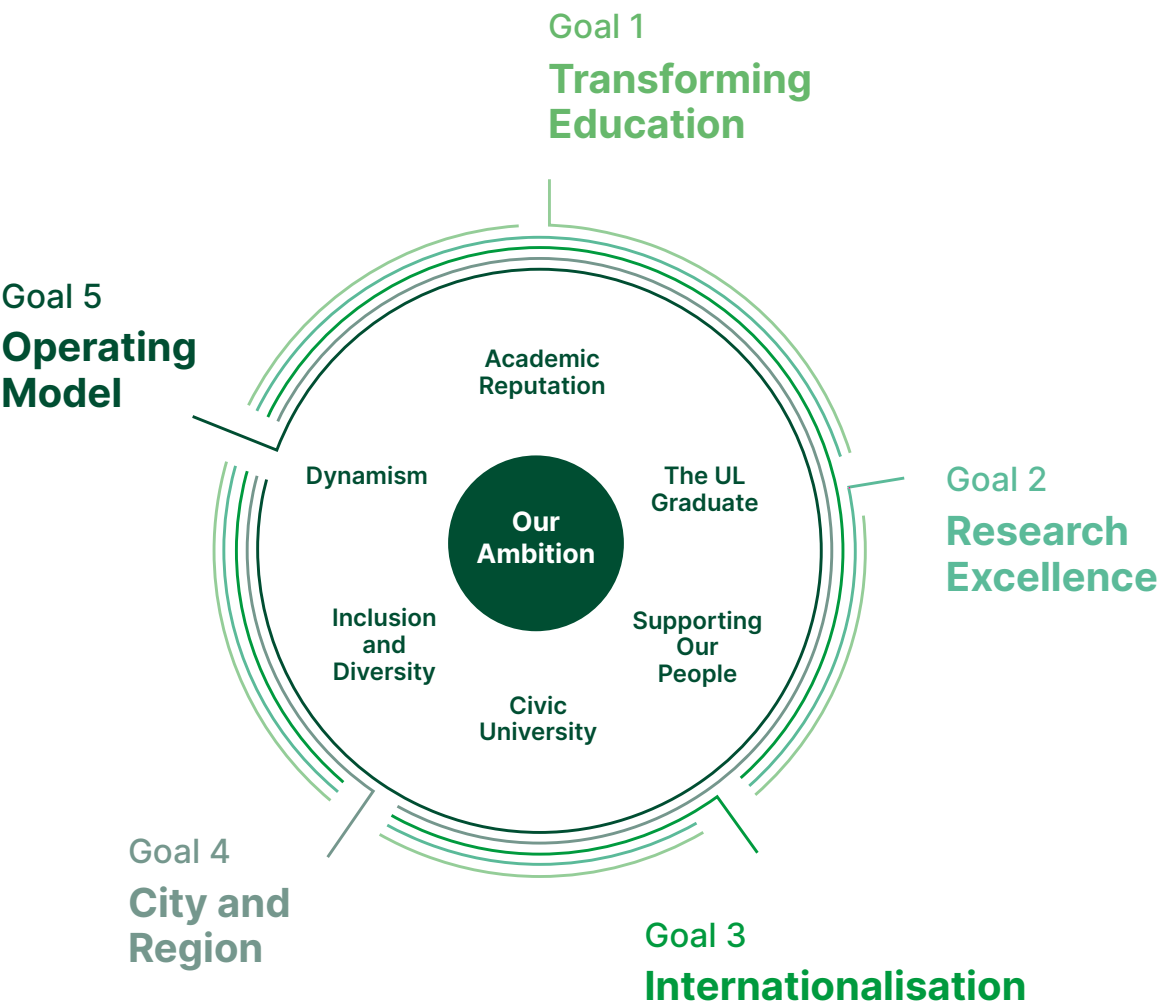 Goal 1
Transforming
Education
Goal 5
Operating
Model
Academic
Reputation
Dynamism
The UL
Graduate
Our
Ambition
Goal 2
Research
Excellence
Inclusion
and
Diversity
Supporting
Our
People
Civic
University
Goal 4
City and
Region
Goal 3
Internationalisation